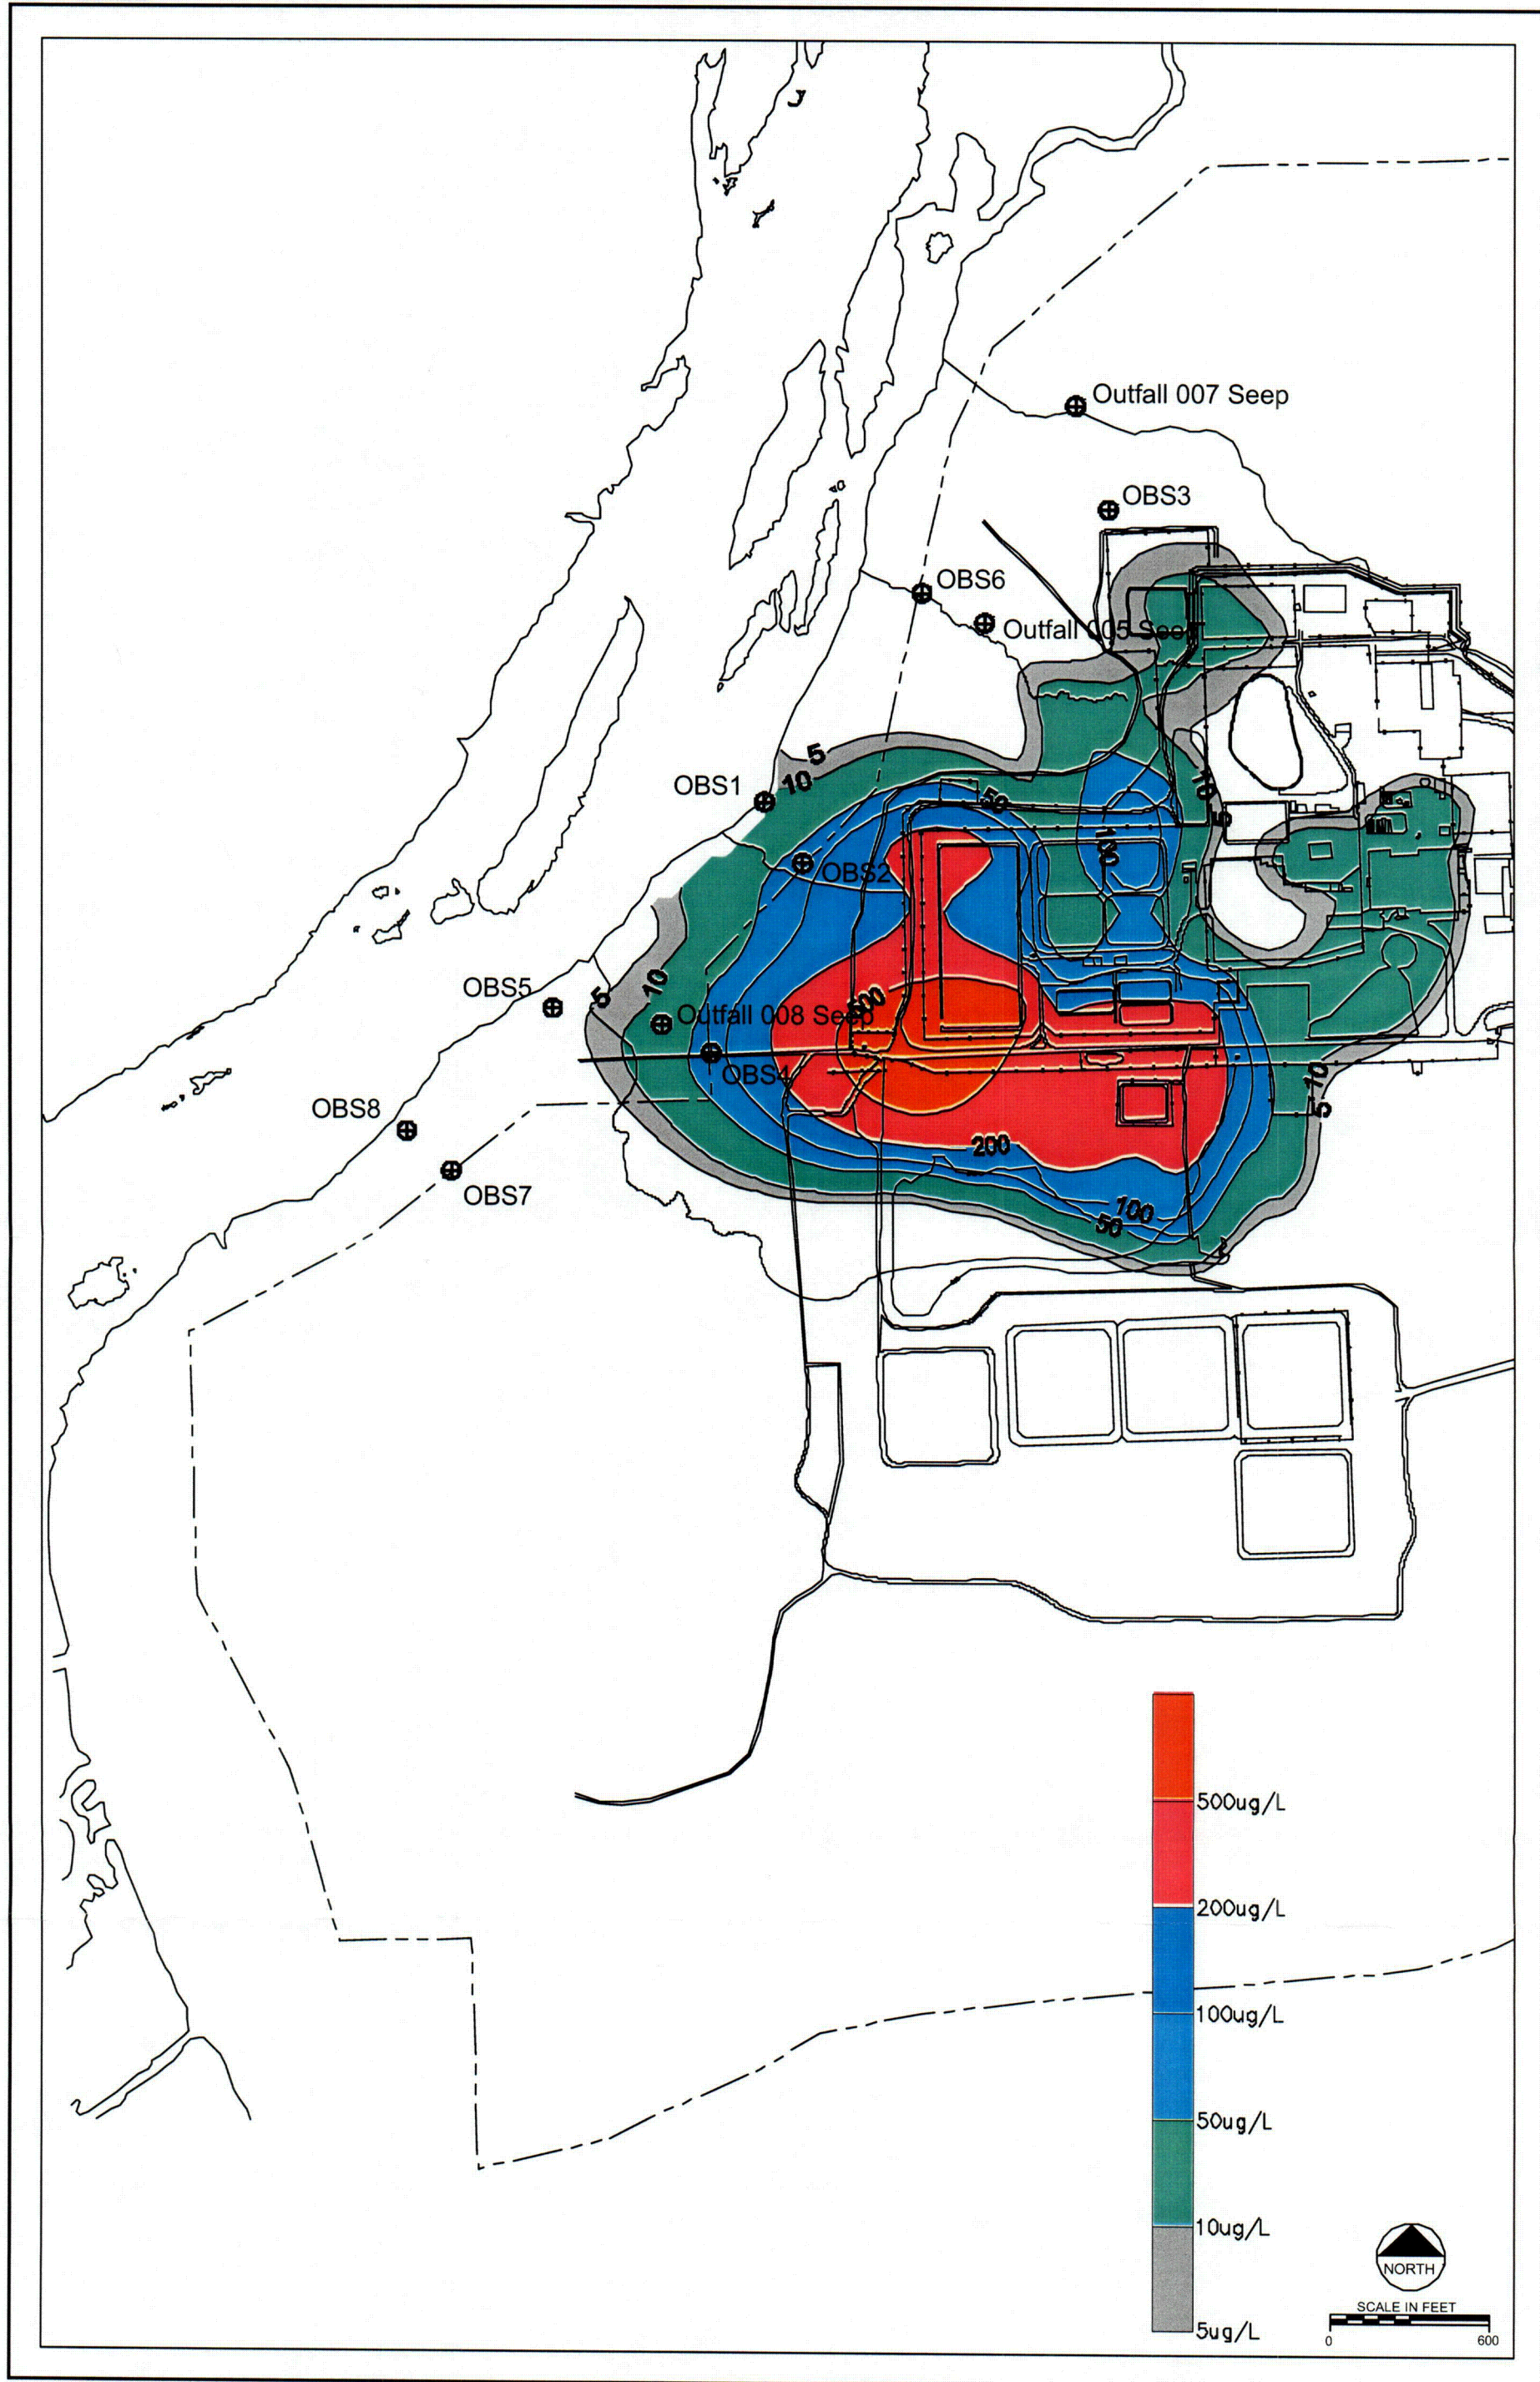 Outfall 007 Seep
OBS3
OBS6
Outfall 005 Seep
5
10
OBS1
50
10
5
100
OBS2
10
5
OBS5
500
Outfall 008 Seep
OBS4
10
5
OBS8
200
OBS7
100
50
500ug/L
200ug/L
100ug/L
50ug/L
10ug/L
5ug/L
NORTH
SCALE IN FEET
0 600